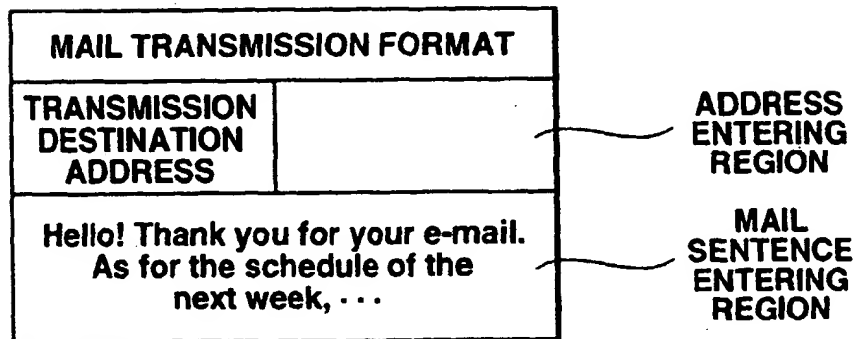 MAIL TRANSMISSION FORMAT
TRANSMISSION
DESTINATION
ADDRESS
ADDRESS
ENTERING
REGION
Hello! Thank you for your e-mail.
As for the schedule of the
next week, · · ·
MAIL
SENTENCE
ENTERING
REGION